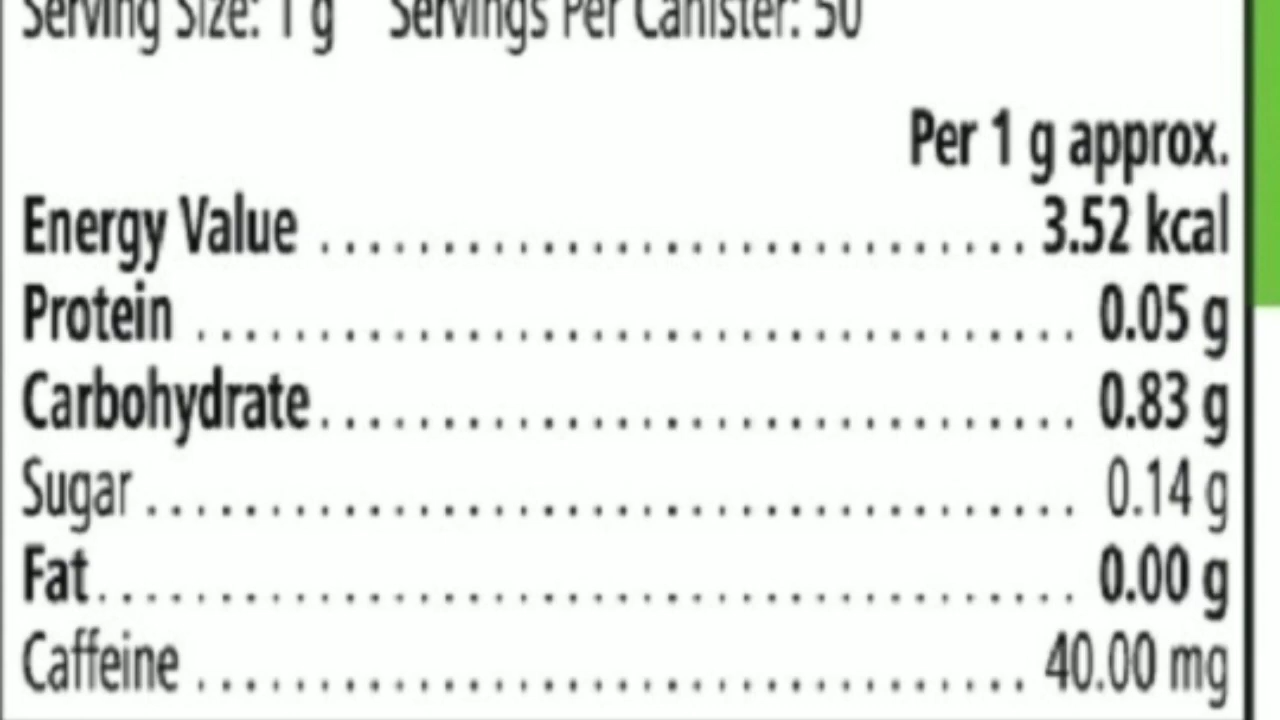 Serving Size: 1 g Servings Per Canister: 50
Per 1 g approx.
Energy Value ............................. 3.52 kcal
Protein .................................... 0.05 g
Carbohydrate............................... 0.83 g
Sugar ...................................... 0.14 g
Fat........................................ 0.00 g
Caffeine .................................. 40.00 mg